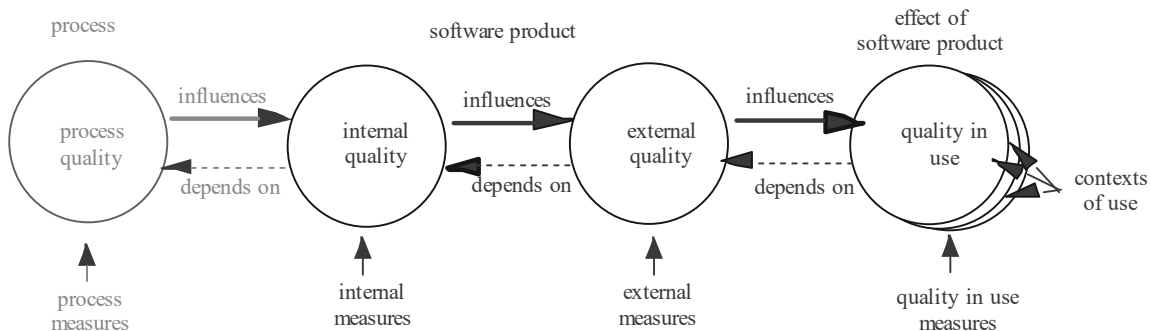 process
software product
effect of
software product
influences
influences
influences
process
quality
internal
quality
external
quality
quality in
use
depends on
depends on
depends on
contexts
of use
process
measures
internal
measures
external
measures
quality in use
measures